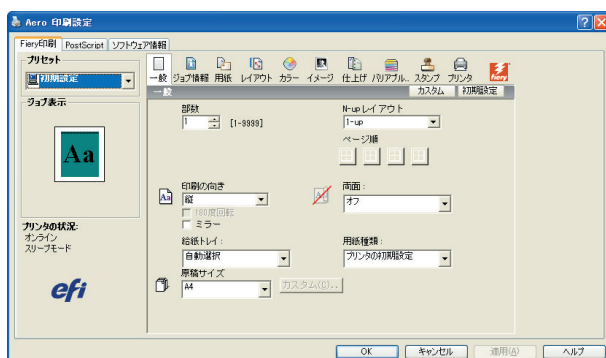 Aero 印刷設定
Fiery印刷 PostScript ソフトウェア情報
プリセット
初期設定
ジョブ表示
Aa
プリンタの状況:
オンライン
スリープモード
efi
一般 ジョブ情報 用紙 レイアウト カラー イメージ 仕上げ バリアブル.. スタンプ プリンタ
fiery
一般 カスタム 初期設定
部数
1 [1-9999]
N-upレイアウト
1-up
ページ順
印刷の向き
縦
180度回転
ミラー
両面:
オフ
給紙トレイ:
自動選択
用紙種類:
プリンタの初期設定
原稿サイズ
A4 カスタム(C)..
OK キャンセル 適用(A) ヘルプ